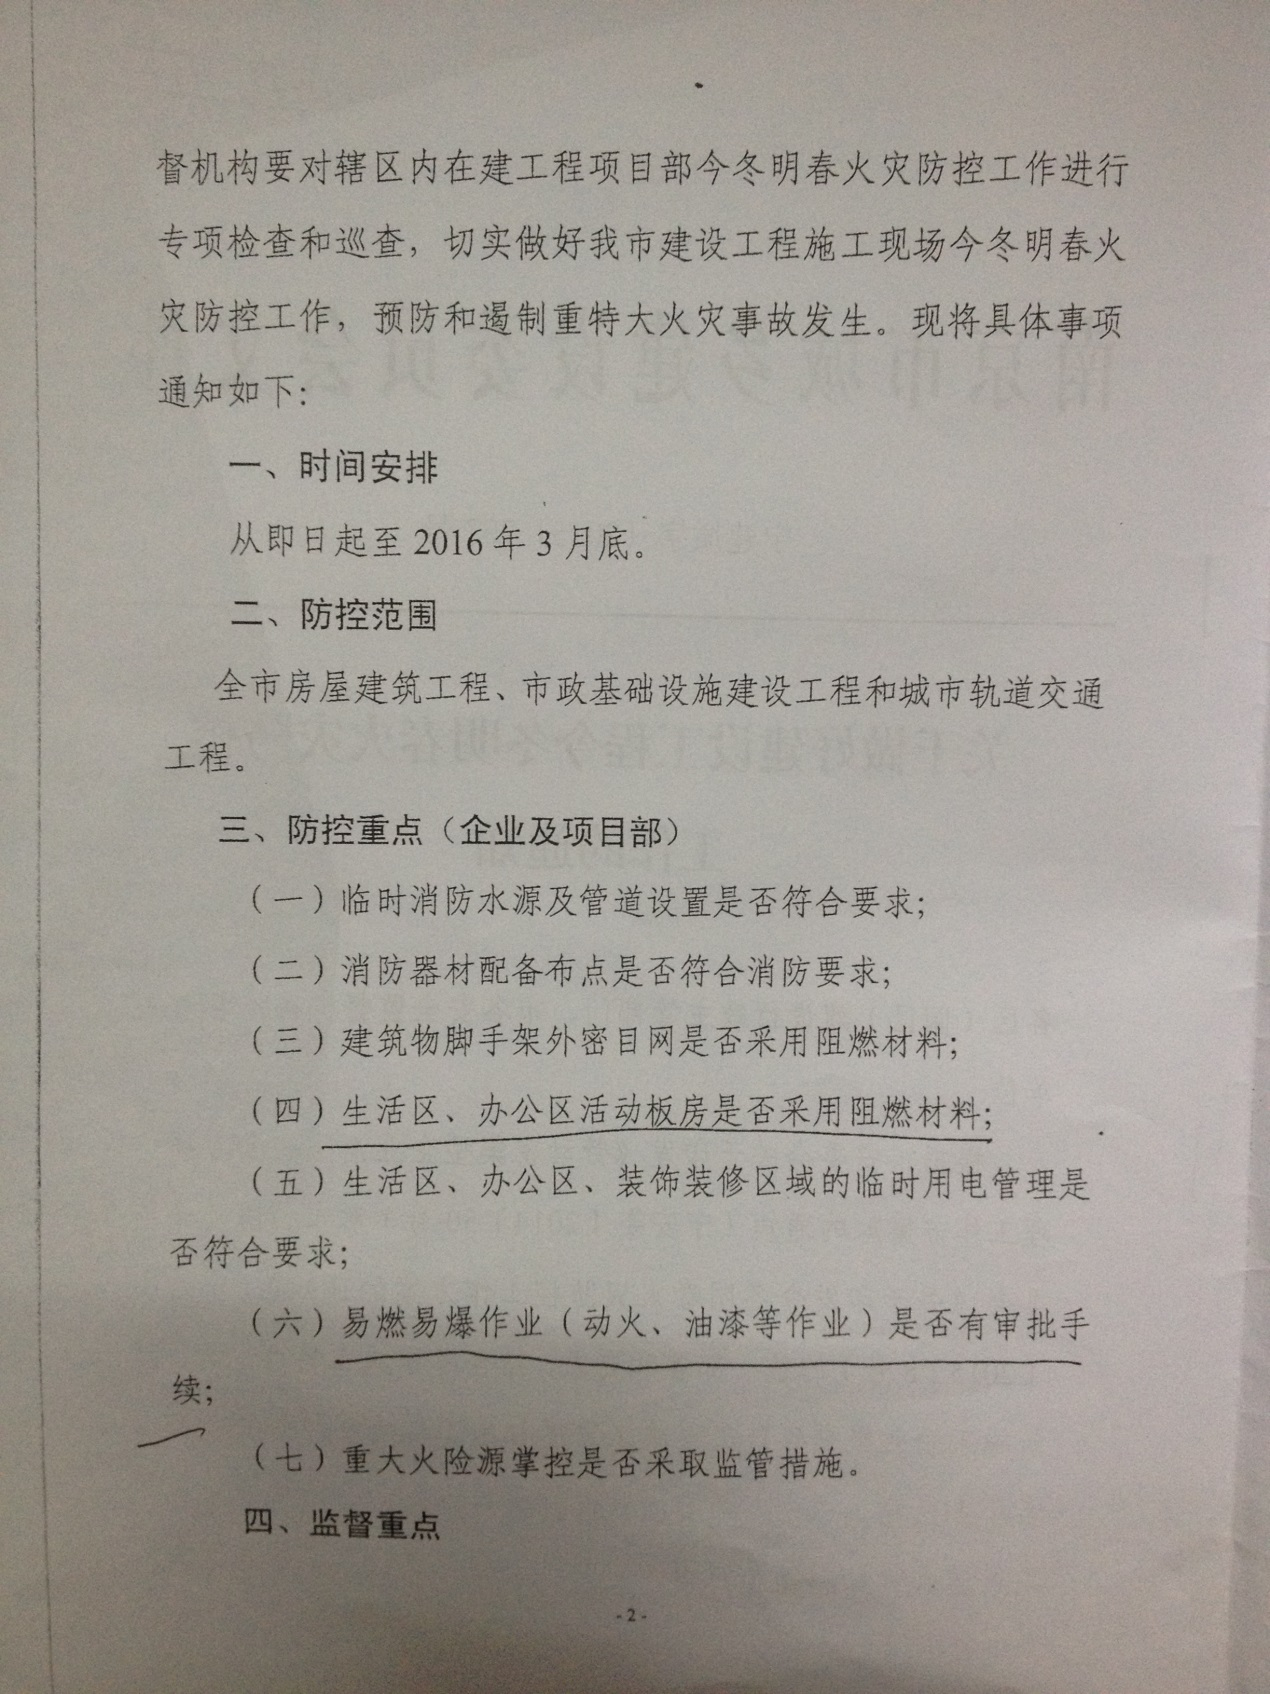 督机构要对辖区内在建工程项目部今冬明春火灾防控工作进行
专项检查和巡查，切实做好我市建设工程施工现场今冬明春火
灾防控工作，预防和遏制重特大火灾事故发生。现将具体事项
通知如下：
一、时间安排
从即日起至 2016 年 3 月底。
二、防控范围
全市房屋建筑工程、市政基础设施建设工程和城市轨道交通
工程。
三、防控重点（企业及项目部）
（一）临时消防水源及管道设置是否符合要求；
（二）消防器材配备布点是否符合消防要求；
（三）建筑物脚手架外密目网是否采用阻燃材料；
（四）生活区、办公区活动板房是否采用阻燃材料；
（五）生活区、办公区、装饰装修区域的临时用电管理是
否符合要求；
（六）易燃易爆作业（动火、油漆等作业）是否有审批手
续；
（七）重大火险源掌控是否采取监管措施。
四、监督重点
- 2 -